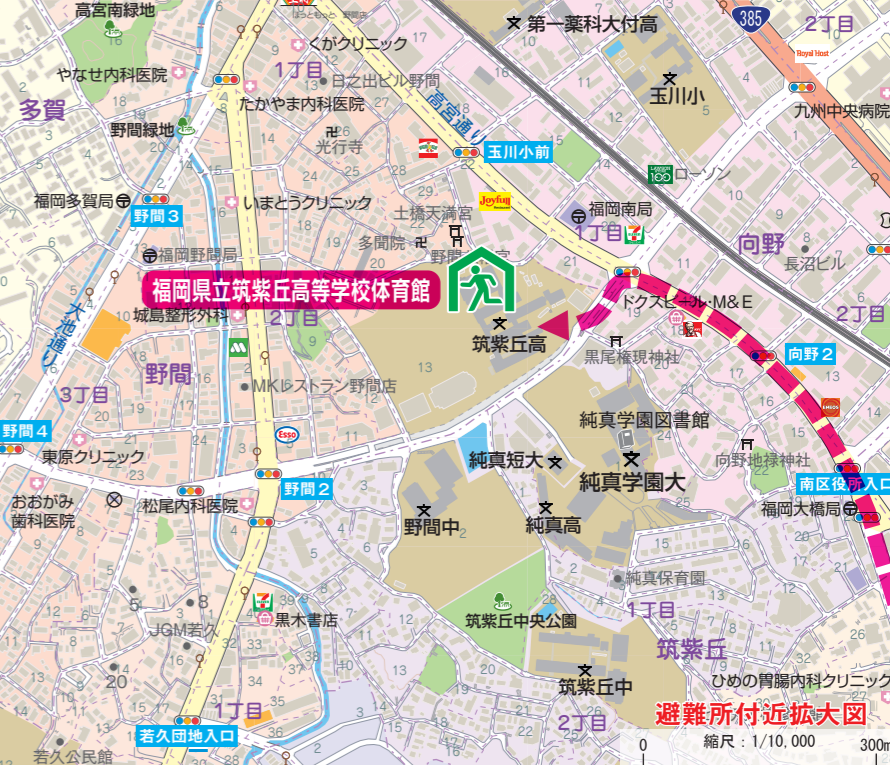 高宮南緑地
385
第一薬科大付高
2丁目
Royal Host
くがクリニック
やなせ内科医院
1丁目
日之出ビル野間
玉川小
たかやま内科医院
高宮通り
九州中央病院
多賀
野間緑地
光行寺
玉川小前
LAWSON
100
ローソン
福岡多賀局
野間3
いまとうクリニック
Joyfull
土橋天満宮
福岡南局
1丁目
向野
福岡野間局
多聞院
長沼ビル
福岡県立筑紫丘高等学校体育館
ドクスビール・M&E
大池通り
城島整形外科
2丁目
2丁目
筑紫丘高
黒尾権現神社
向野2
野間
MKレストラン野間店
3丁目
ENEOS
純真学園図書館
Esso
野間4
東原クリニック
純真短大
向野地禄神社
純真学園大
野間2
南区役所入口
おおがみ
歯科医院
松尾内科医院
野間中
純真高
福岡大橋局
純真保育園
黒木書店
筑紫丘中央公園
1丁目
JGM若久
筑紫丘
筑紫丘中
ひめの胃腸内科クリニック
1丁目
2丁目
避難所付近拡大図
若久団地入口
若久公民館
縮尺：1/10,000
0
300m